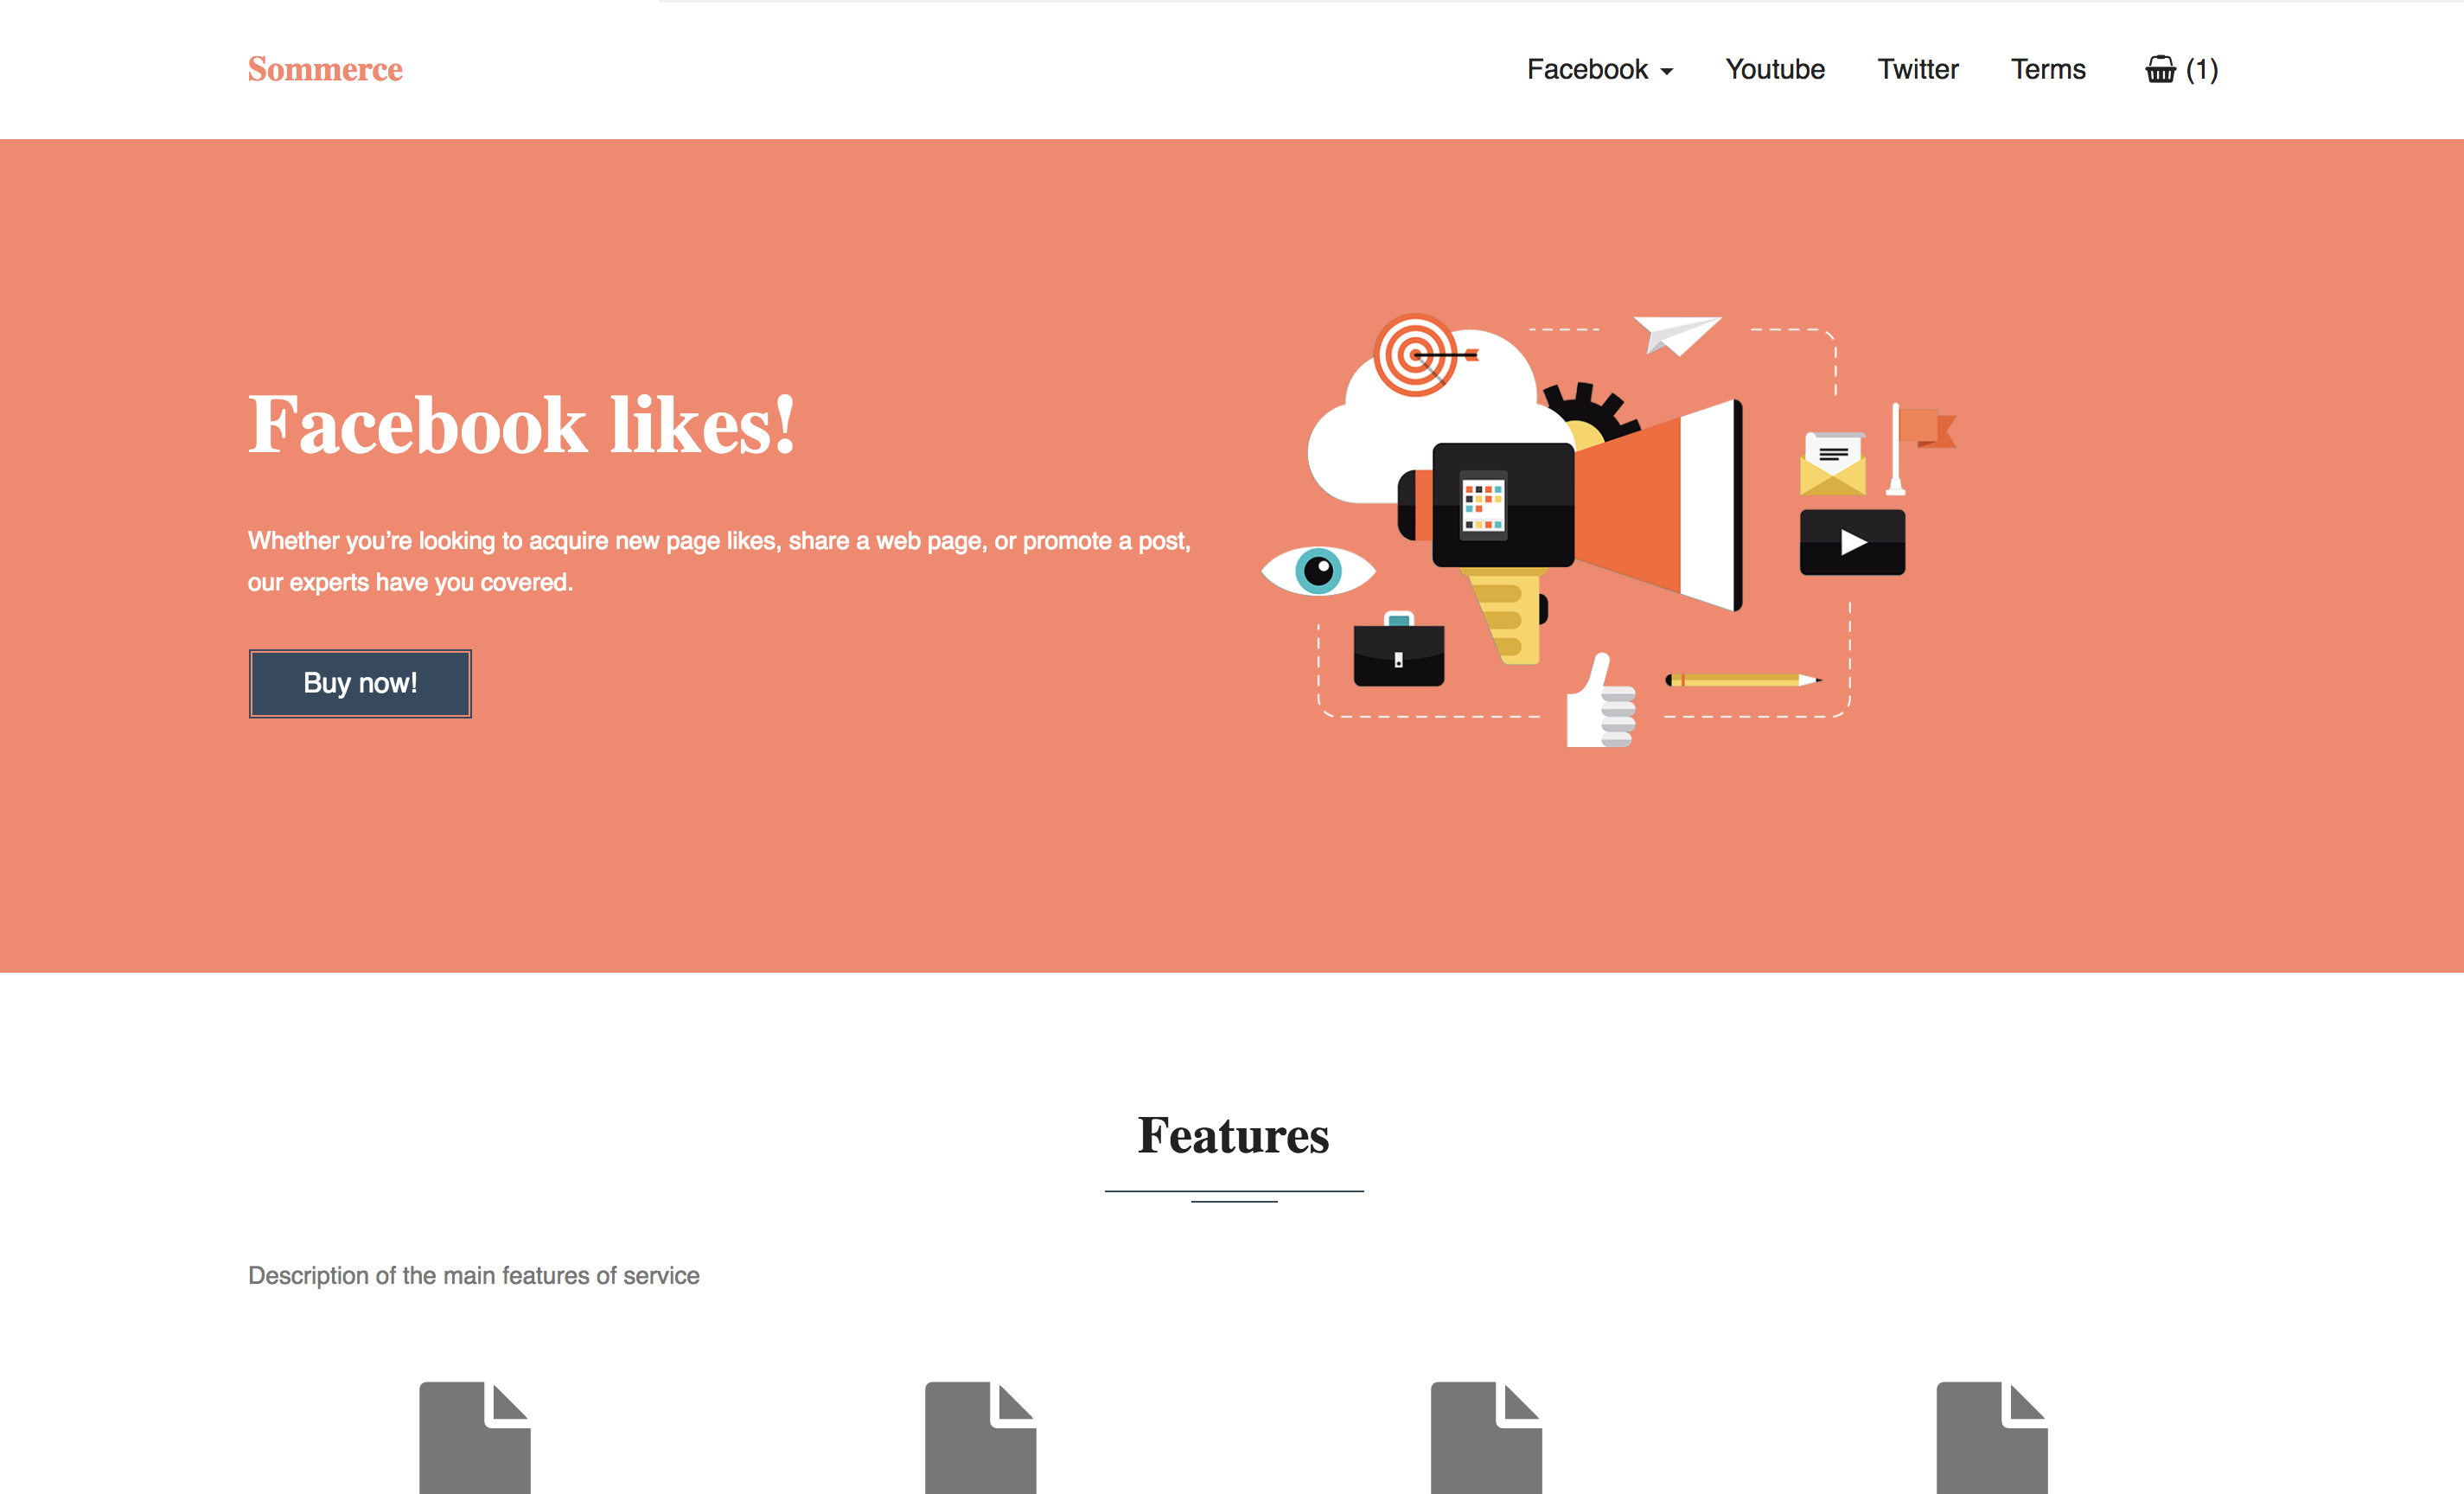 Sommerce
Facebook
Youtube
Twitter
Terms
(1)
Facebook likes!
Whether you’re looking to acquire new page likes, share a web page, or promote a post,
our experts have you covered.
Buy now!
Features
Description of the main features of service